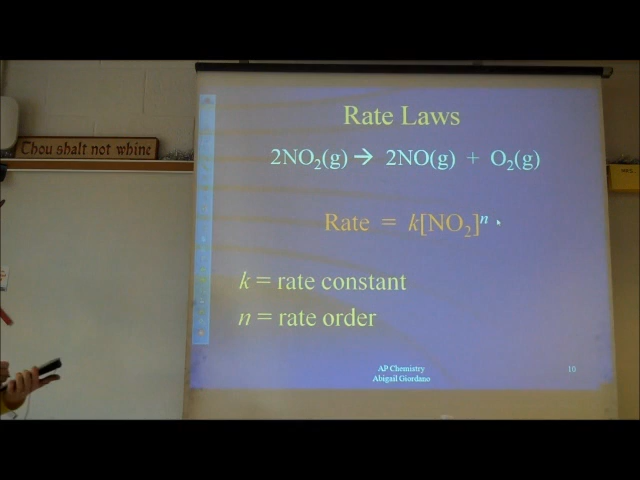 Rate Laws
2NO₂(g) → 2NO(g) + O₂(g)
Thou shalt not whine
Rate = k[NO₂]ⁿ
k = rate constant
n = rate order
AP Chemistry
Abigail Giordano
10